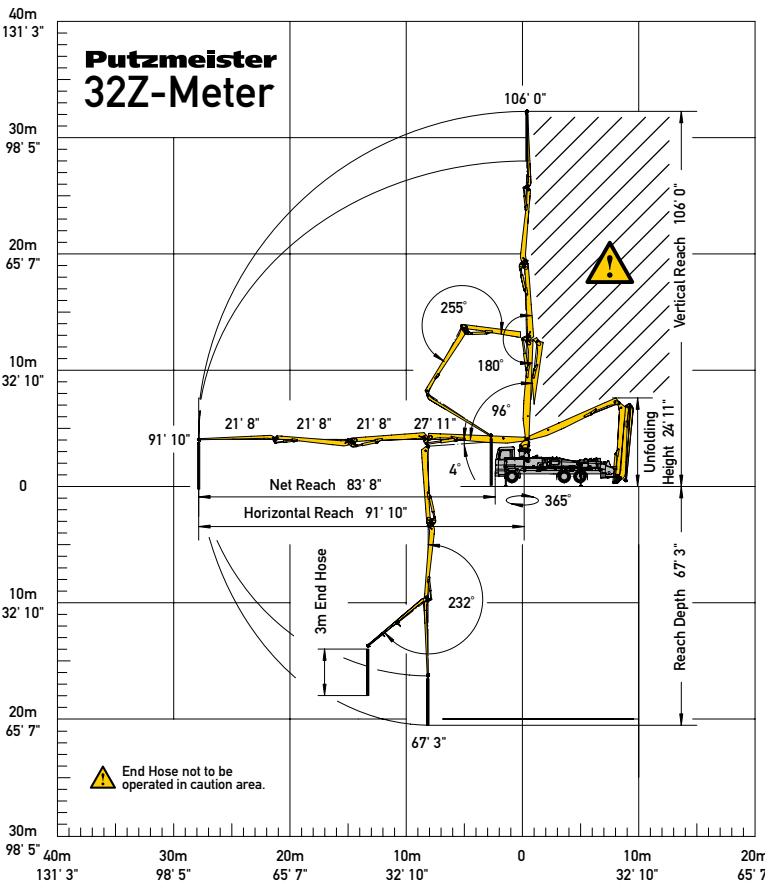 40m
131' 3"
Putzmeister
32Z-Meter
106' 0"
30m
98' 5"
Vertical Reach 106' 0"
20m
65' 7"
255°
180°
10m
32' 10"
96°
21' 8" 21' 8" 21' 8" 27' 11"
91' 10"
4°
Unfolding
Height 24' 11"
0
Net Reach 83' 8"
365°
Horizontal Reach 91' 10"
3m End Hose
232°
10m
32' 10"
Reach Depth 67' 3"
20m
65' 7"
67' 3"
End Hose not to be
operated in caution area.
30m
98' 5"
40m 30m 20m 10m 0 10m 20m
131' 3" 98' 5" 65' 7" 32' 10" 32' 10" 65' 7